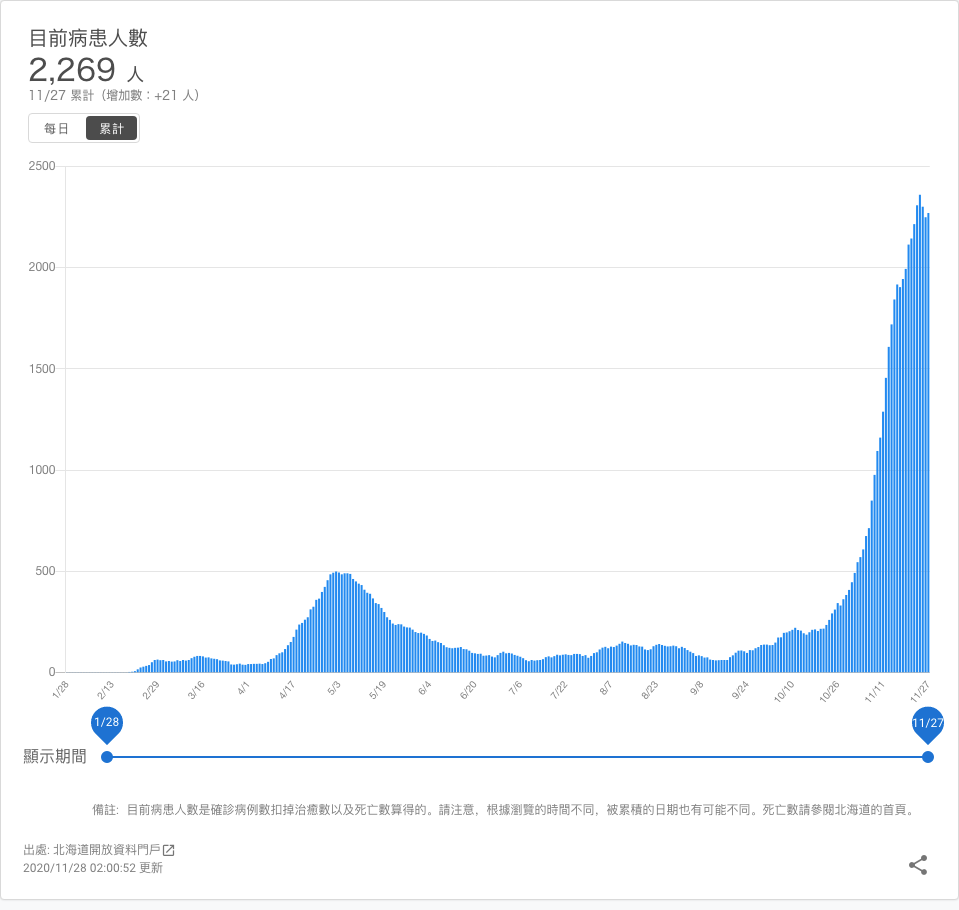 目前病患人數
2,269 人
11/27 累計（增加數：+21 人）
每日 累計
2500
2000
1500
1000
500
0
1/28 2/13 2/29 3/16 4/1 4/17 5/3 5/19 6/4 6/20 7/6 7/22 8/7 8/23 9/8 9/24 10/10 10/26 11/11 11/27
1/28 11/27
顯示期間
備註: 目前病患人數是確診病例數扣掉治癒數以及死亡數算得的。請注意，根據瀏覽的時間不同，被累積的日期也有可能不同。死亡數請參閱北海道的首頁。
出處: 北海道開放資料門戶
2020/11/28 02:00:52 更新